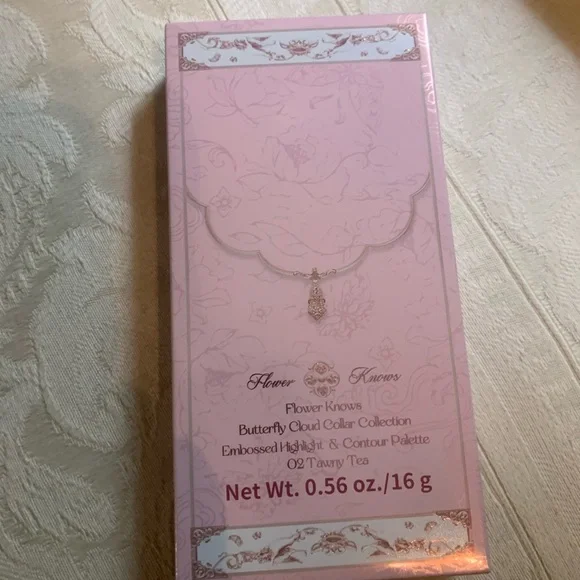 Flower Knows
Flower Knows
Butterfly Cloud Collar Collection
Embossed Highlight & Contour Palette
02 Tawny Tea
Net Wt. 0.56 oz./16 g